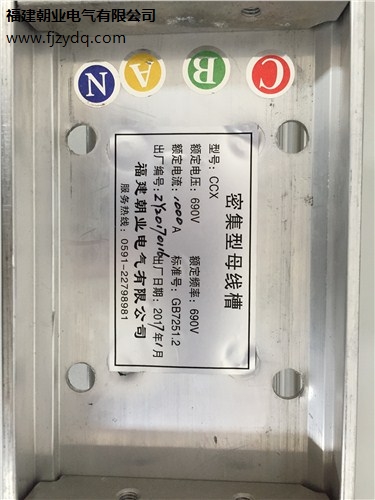 福建朝业电气有限公司
www.fjzydq.com
N A B C
密集型母线槽
型号：CCX
额定电压：690V 额定频率：690V
额定电流：1000A 标准号：GB7251.2
出厂编号：ZY20170116 出厂日期：2017年1月
福建朝业电气有限公司
服务热线：0591-22798981